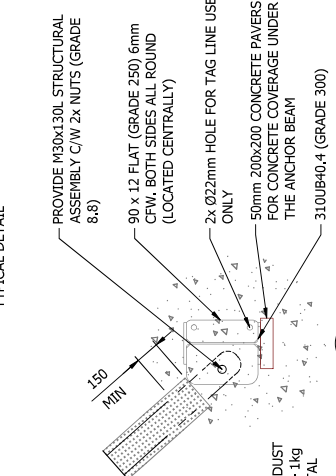 TYPICAL DETAIL
PROVIDE M30x130L STRUCTURAL
ASSEMBLY C/W 2x NUTS (GRADE
8.8)
90 x 12 FLAT (GRADE 250) 6mm
CFW, BOTH SIDES ALL ROUND
(LOCATED CENTRALLY)
2x Ø22mm HOLE FOR TAG LINE USE
ONLY
50mm 200x200 CONCRETE PAVERS
FOR CONCRETE COVERAGE UNDER
THE ANCHOR BEAM
310UB40.4 (GRADE 300)
150
MIN
DUST
1kg